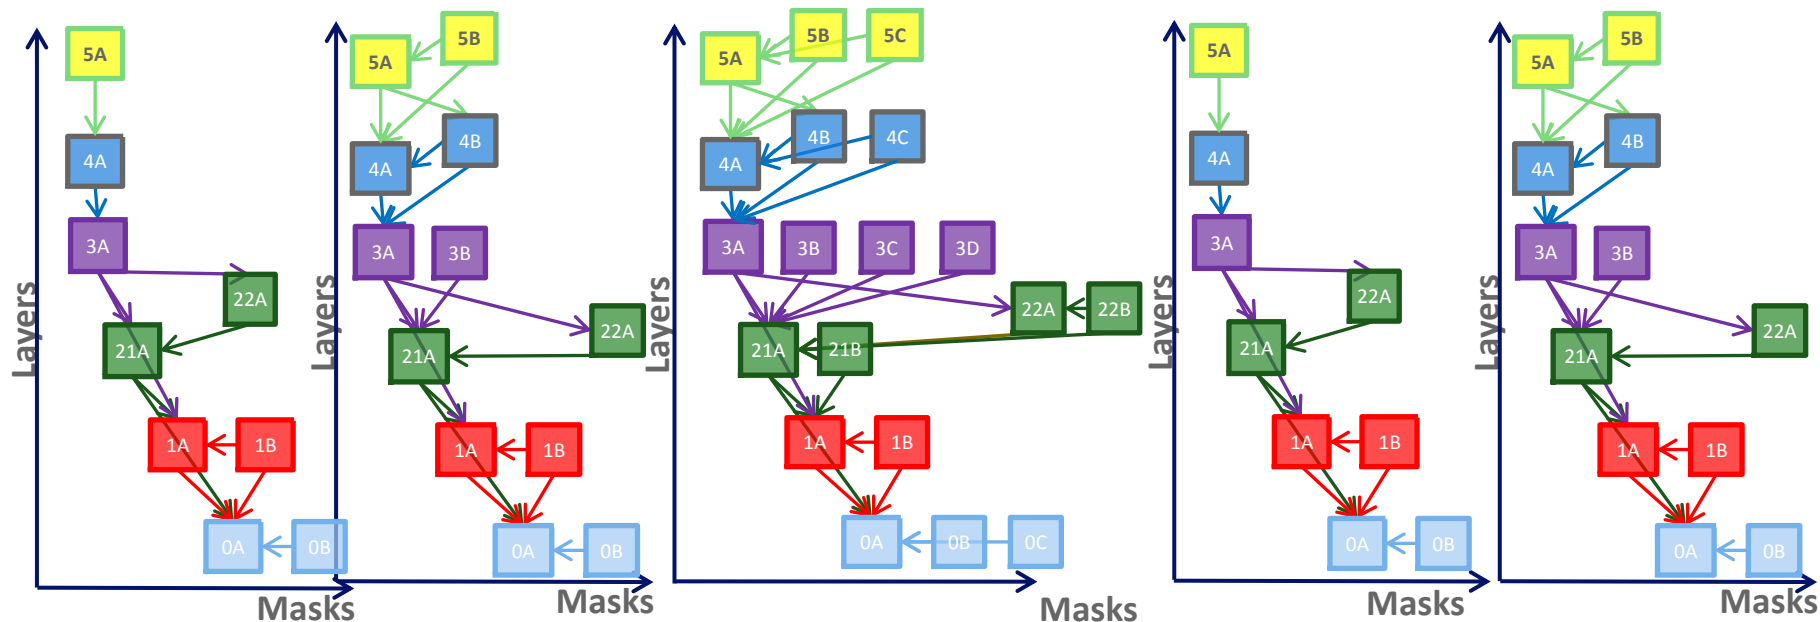 5A
4A
3A
22A
21A
1A 1B
0A 0B
Layers
Masks
5B
5A
4B
4A
3A 3B
22A
21A
1A 1B
0A 0B
Layers
Masks
5B 5C
5A
4B 4C
4A
3A 3B 3C 3D
22A 22B
21A 21B
1A 1B
0A 0B 0C
Layers
Masks
5A
4A
3A
22A
21A
1A 1B
0A 0B
Layers
Masks
5B
5A
4B
4A
3A 3B
22A
21A
1A 1B
0A 0B
Layers
Masks